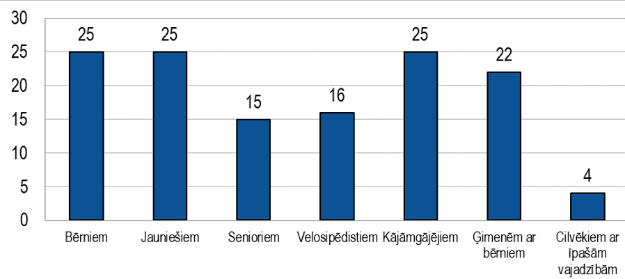 30
25
20
15
10
5
0
25
25
15
16
25
22
4
Bērniem
Jauniešiem
Senioriem
Velosipēdistiem
Kājāmgājējiem
Ģimenēm ar
bērniem
Cilvēkiem ar
īpašām
vajadzībām